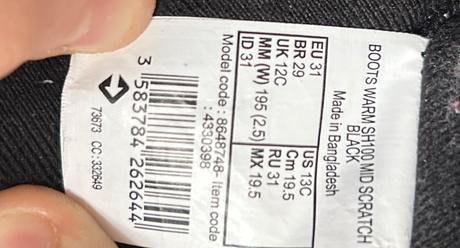 BOOTS WARM SH100 MID SCRATCH
BLACK
Made in Bangladesh
EU 31 US 13C
BR 29 Cm 19.5
UK 12C RU 31
MM (W) 195 (2.5) MX 19.5
ID 31
Model code : 8648748- Item code
: 4330398
3 583784 262644
73673 CC:332649